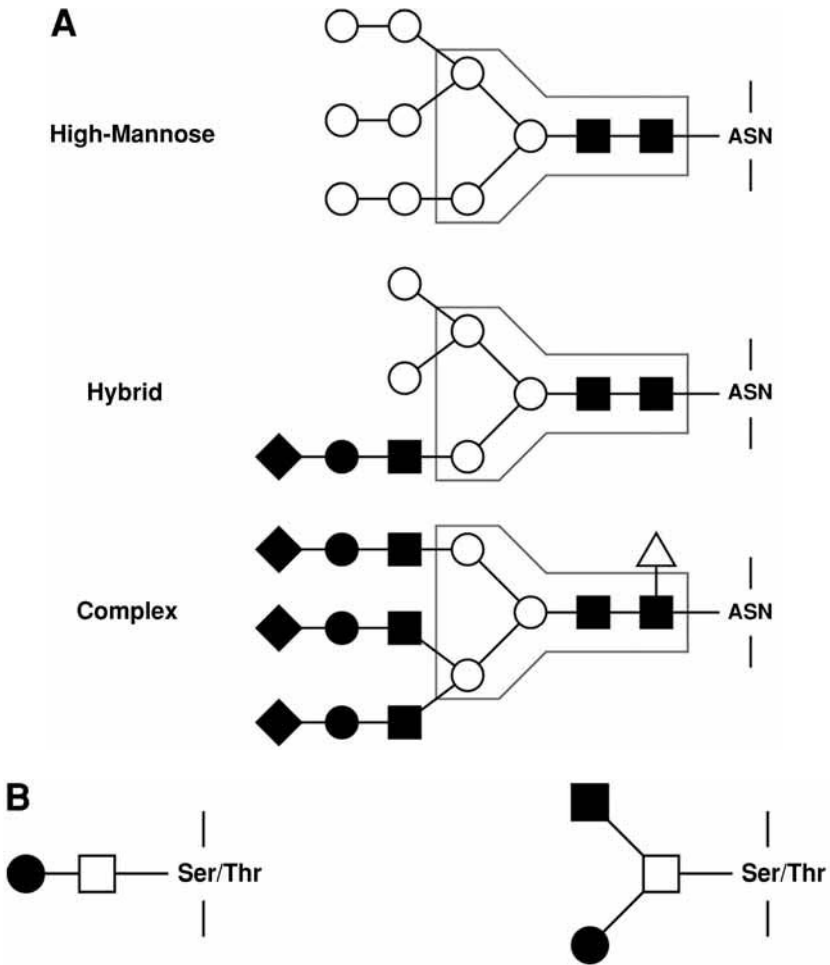 A
High-Mannose
ASN
Hybrid
ASN
Complex
ASN
B
Ser/Thr
Ser/Thr